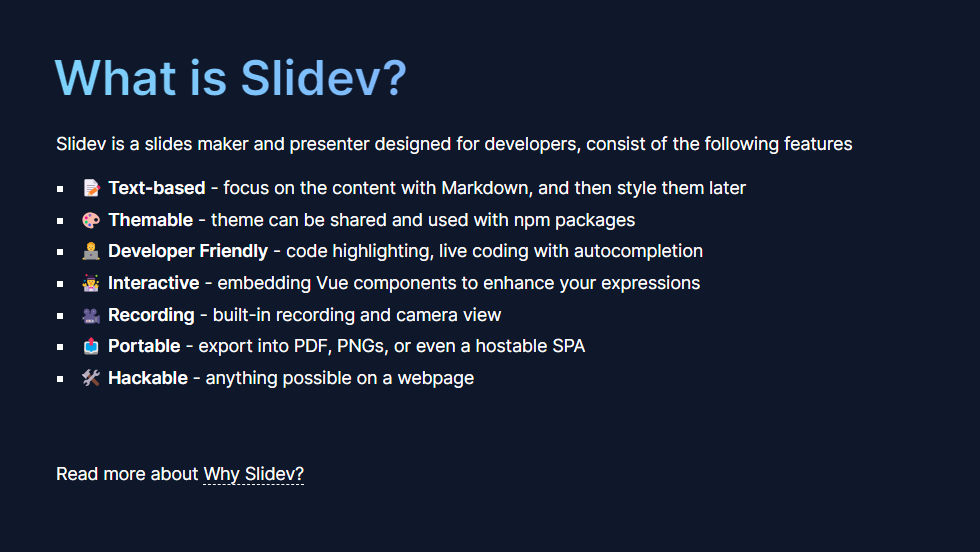 What is Slidev?
Slidev is a slides maker and presenter designed for developers, consist of the following features
📝 Text-based - focus on the content with Markdown, and then style them later
🎨 Themable - theme can be shared and used with npm packages
🧑‍💻 Developer Friendly - code highlighting, live coding with autocompletion
🤹 Interactive - embedding Vue components to enhance your expressions
🎥 Recording - built-in recording and camera view
📤 Portable - export into PDF, PNGs, or even a hostable SPA
🛠 Hackable - anything possible on a webpage
Read more about Why Slidev?